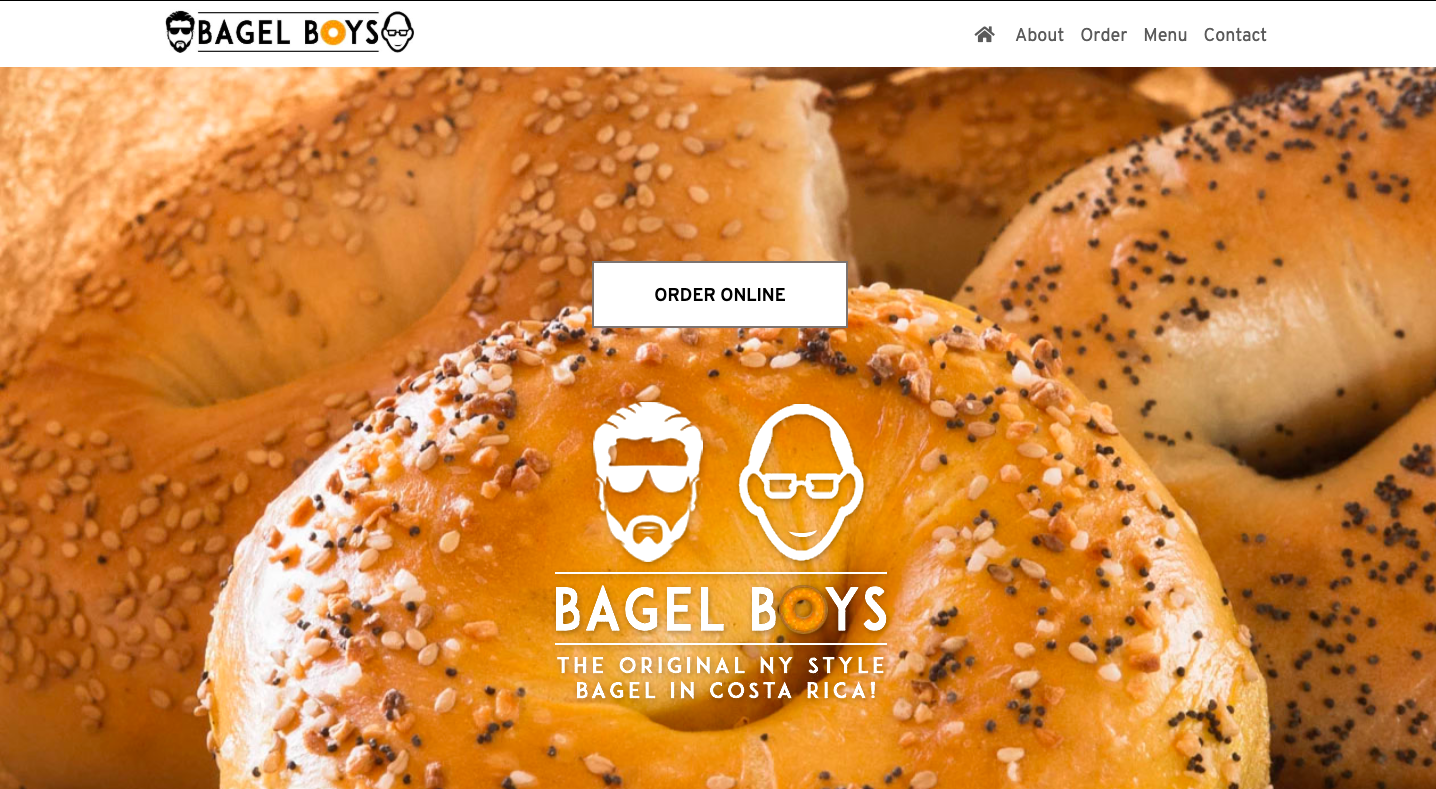 BAGEL BOYS
About Order Menu Contact
ORDER ONLINE
BAGEL BOYS
THE ORIGINAL NY STYLE
BAGEL IN COSTA RICA!